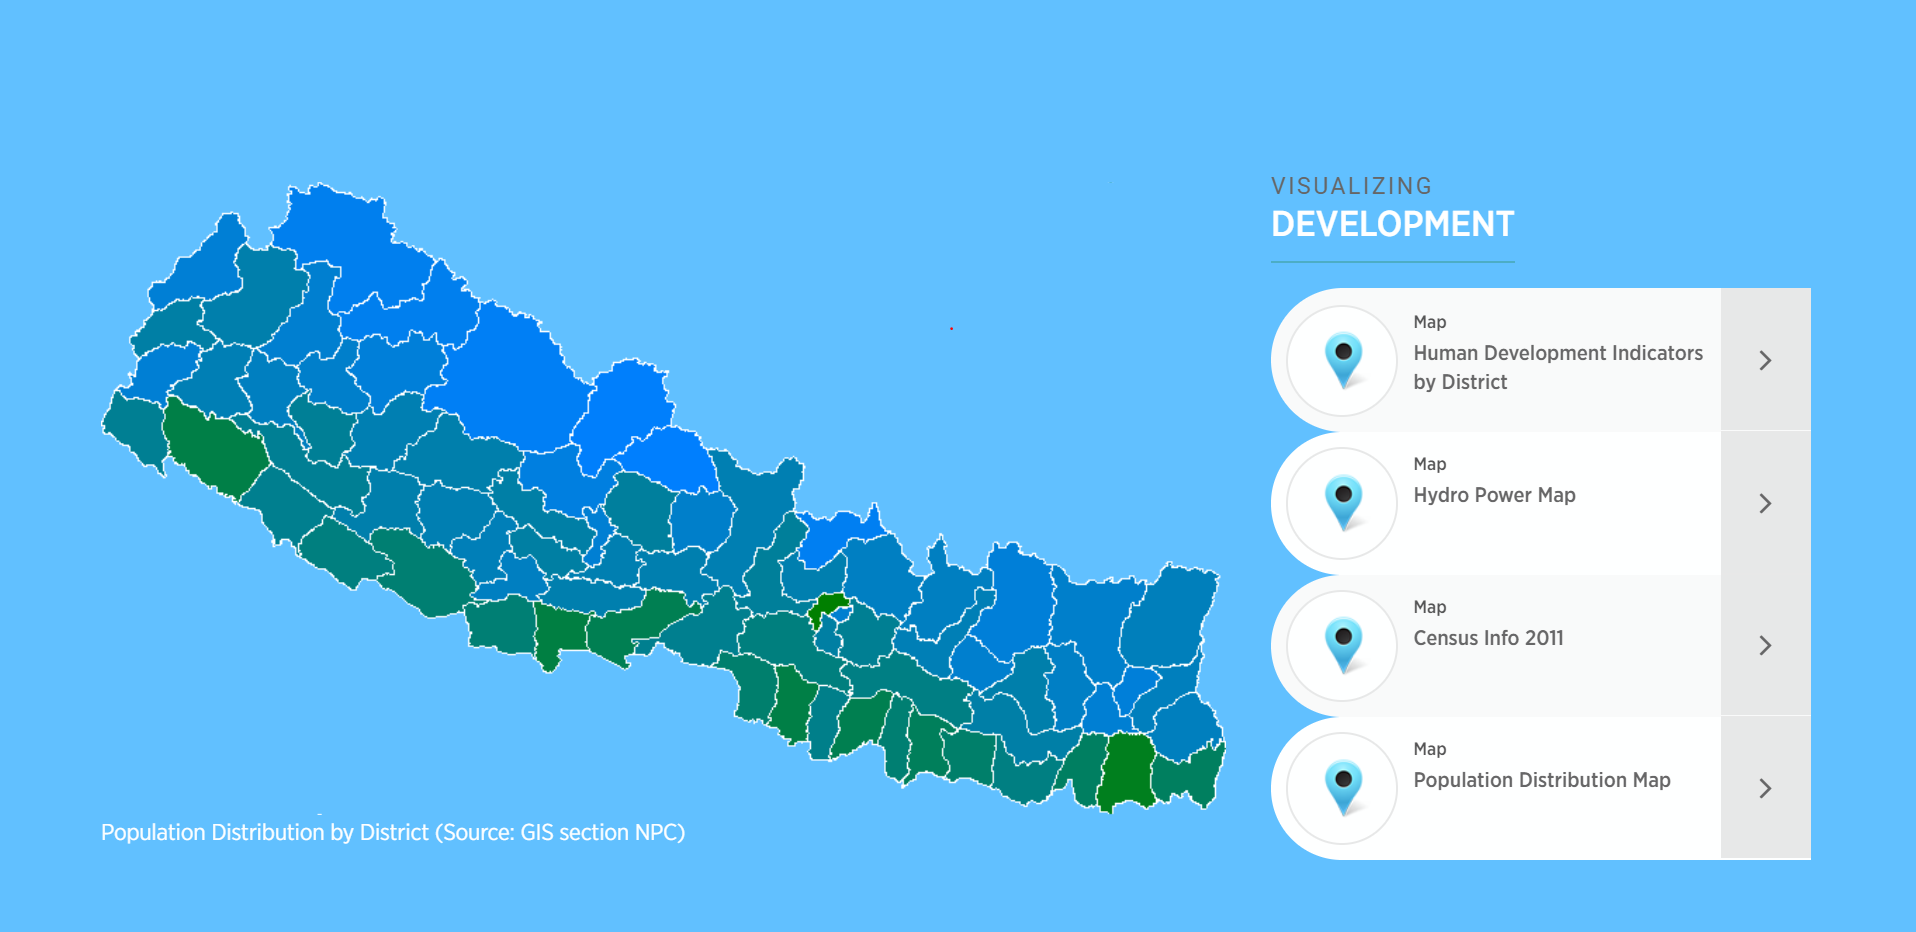 VISUALIZING
DEVELOPMENT
Map
Human Development Indicators
by District
Map
Hydro Power Map
Map
Census Info 2011
Map
Population Distribution Map
Population Distribution by District (Source: GIS section NPC)